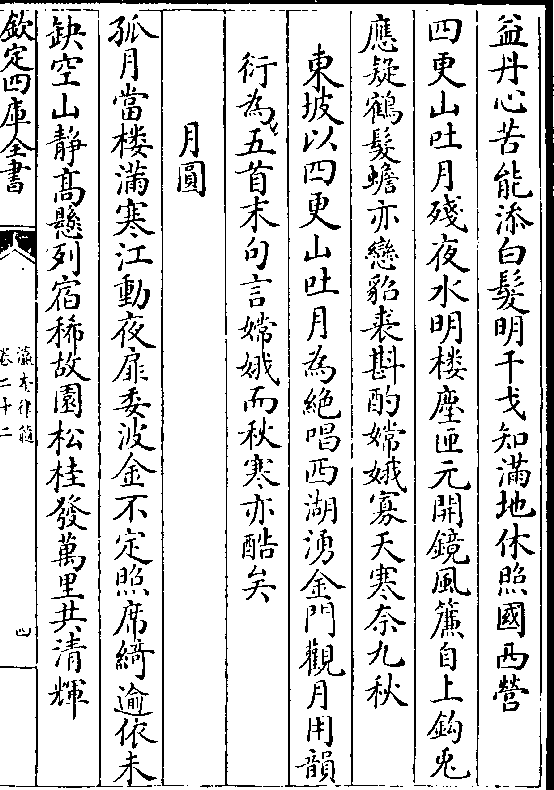 益丹心苦能添白髮明干戈知滿地休照國西營
四更山吐月殘夜水明楼塵匣元開鏡風簾自上鈎兎
應疑鶴髮蟾亦戀貂裘斟酌嫦娥寡天寒奈九秋
東坡以四更山吐月為絶唱西湖湧金門觀月用韻
衍為五首末句言嫦娥而秋寒亦酷矣
月圓
孤月當楼滿寒江動夜扉委波金不定照席綺逾依未
缺空山靜髙懸列宿稀故園松桂發萬里共清輝
欽定四庫全書
瀛奎律髓
卷二十二
四